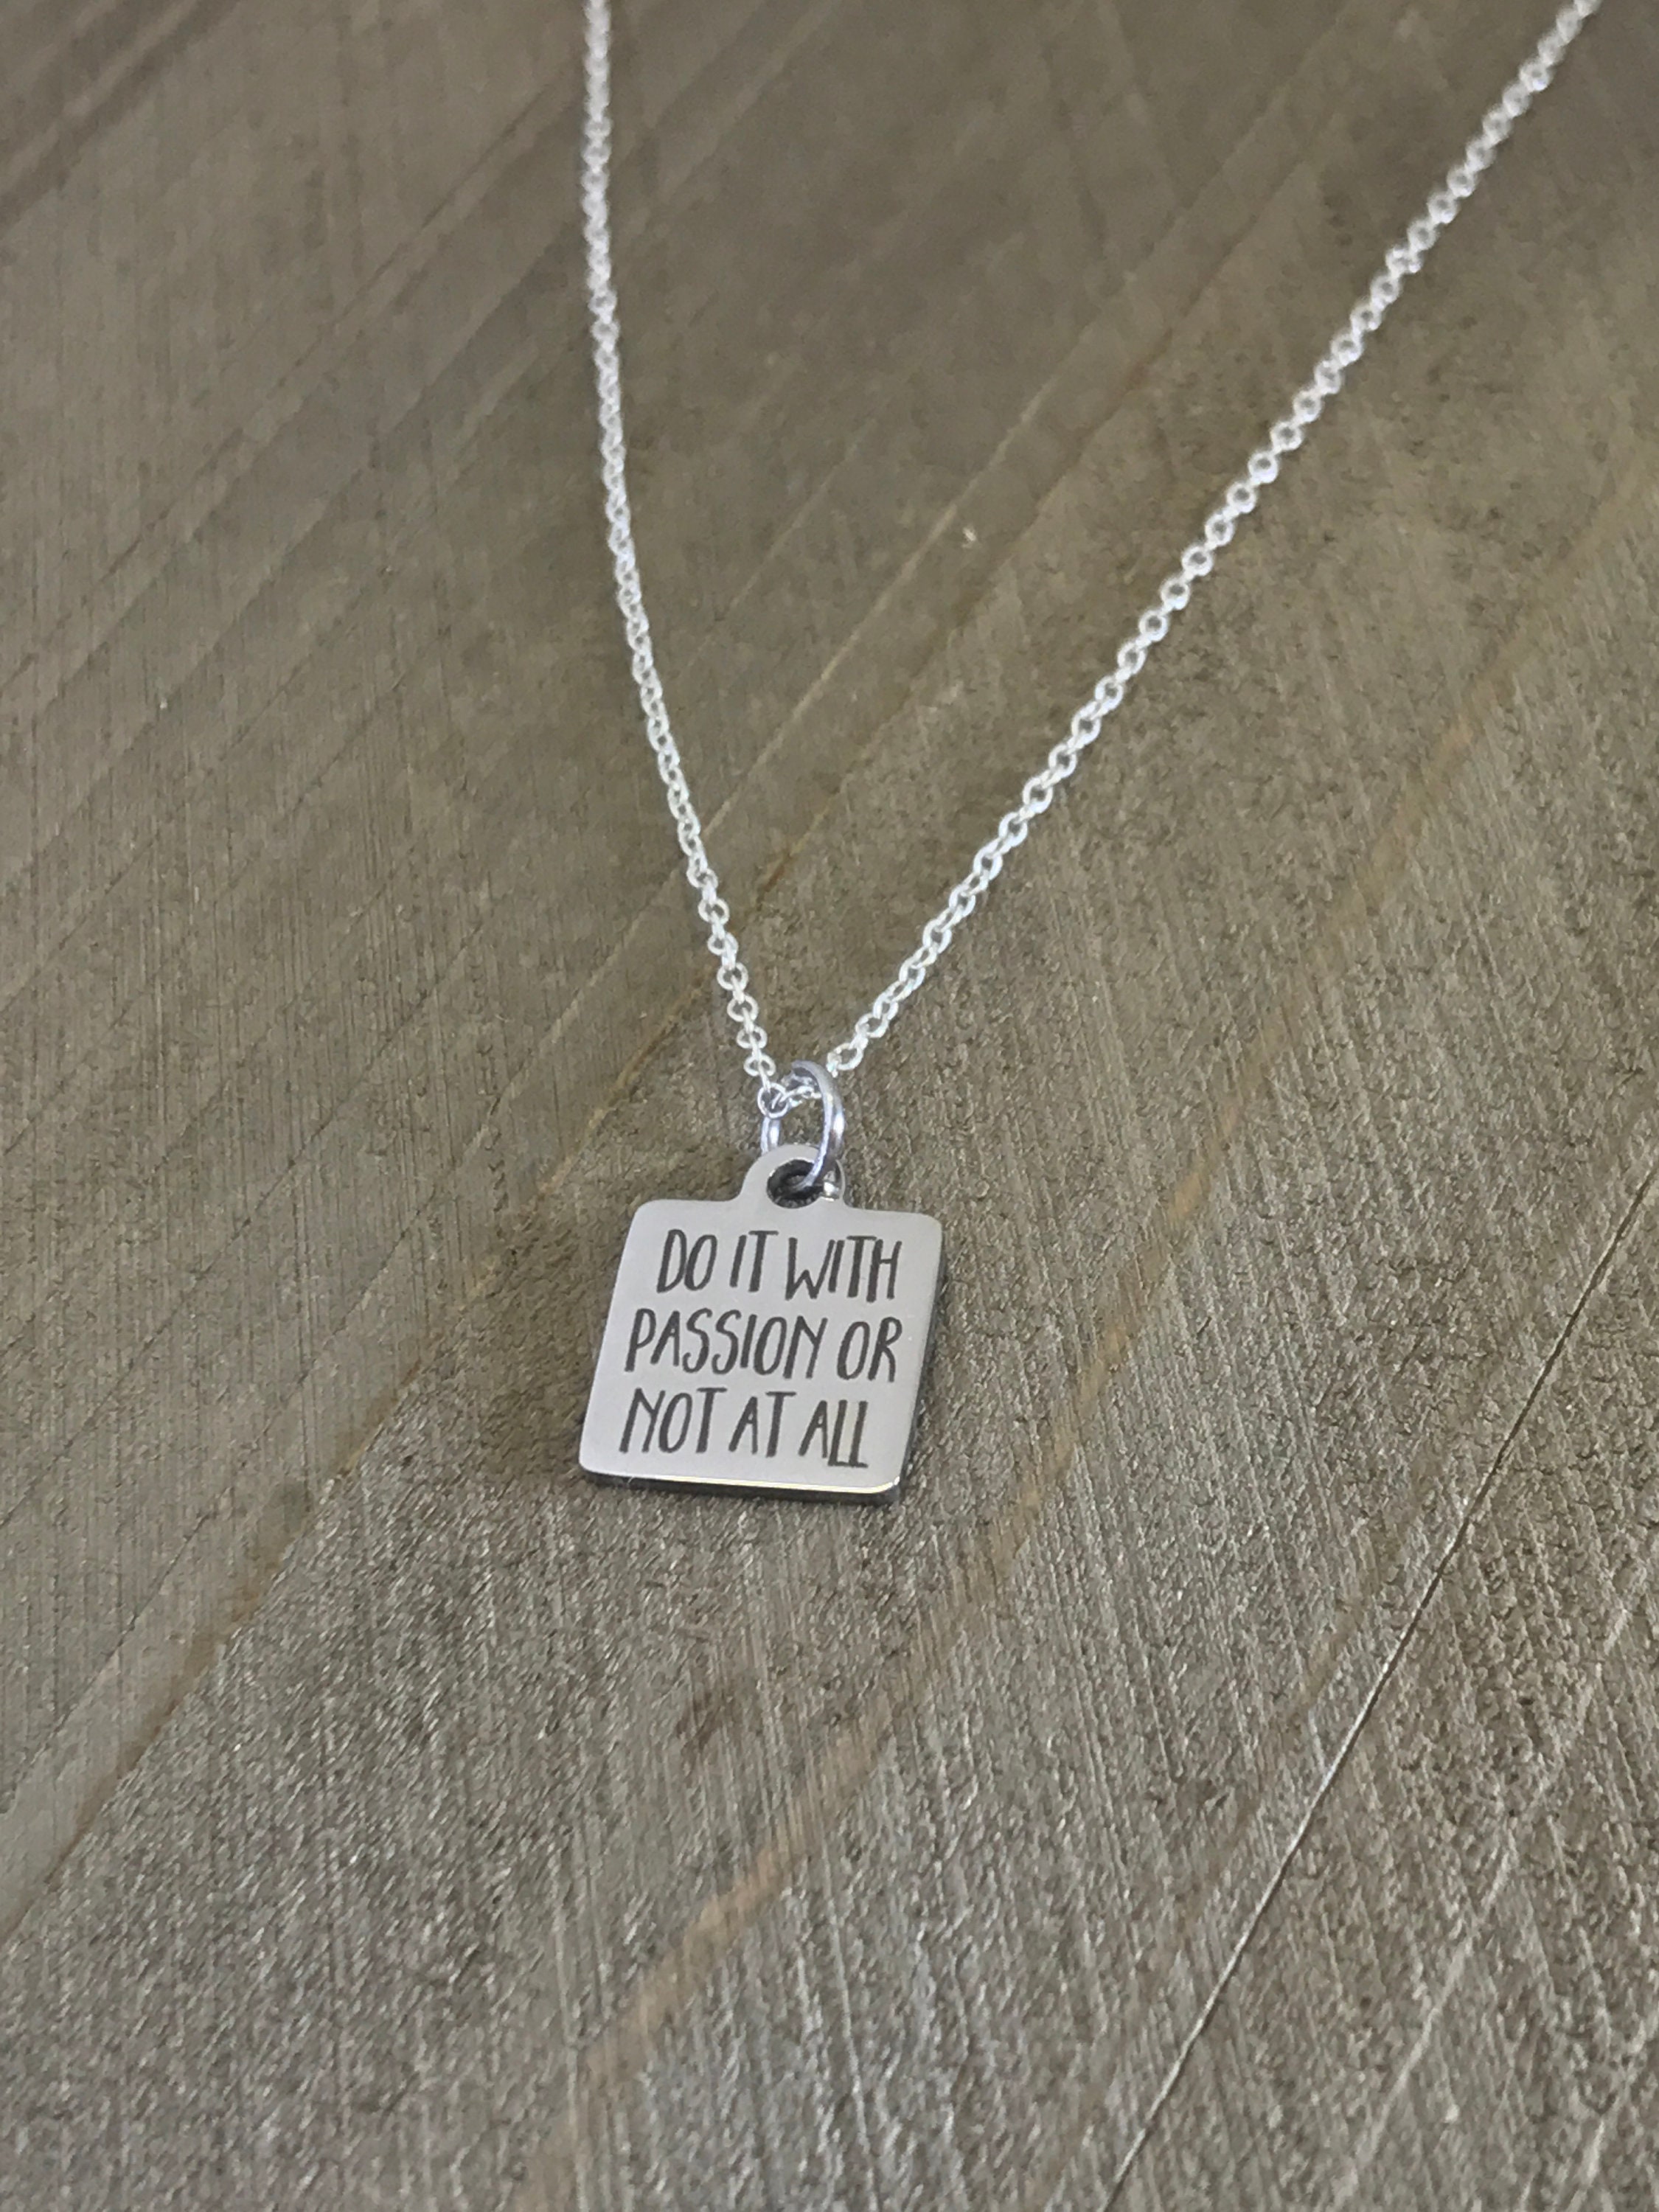 DO IT WITH
PASSION OR
NOT AT ALL